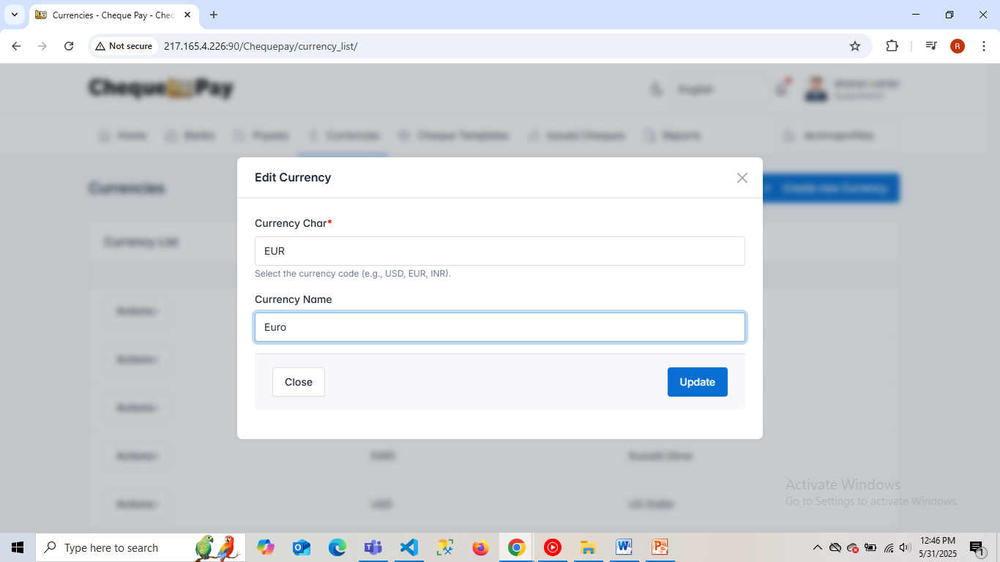 Currencies - Cheque Pay - Cheq
Not secure
217.165.4.226:90/Chequepay/currency_list/
R
Cheque Pay
English
sharon carter
Home
Banks
Payees
Currencies
Cheque Templates
Issued Cheques
Reports
technoprofiles
Edit Currency
Currencies
Create new Currency
Currency Char*
Currency List
EUR
Select the currency code (e.g., USD, EUR, INR).
Currency Name
Actions
Euro
Actions
Close
Update
Actions
Actions
KWD
Kuwait Dinar
Actions
USD
US Dollar
Activate Windows
Go to Settings to activate Windows.
Type here to search
12:46 PM
5/31/2025
1